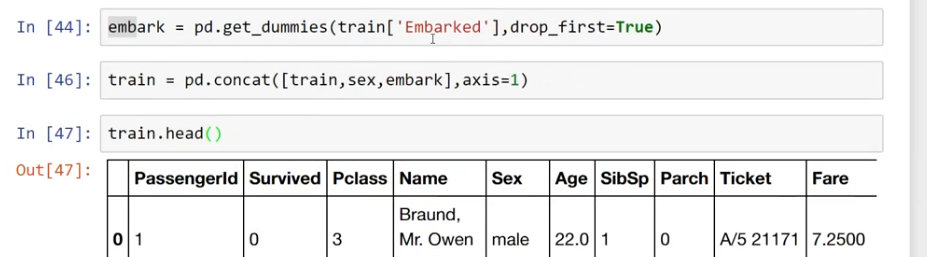 In [44]: embark = pd.get_dummies(train['Embarked'],drop_first=True)
In [46]: train = pd.concat([train,sex,embark],axis=1)
In [47]: train.head()
Out[47]:
PassengerId Survived Pclass Name Sex Age SibSp Parch Ticket Fare
Braund,
0 1 0 3 Mr. Owen male 22.0 1 0 A/5 21171 7.2500